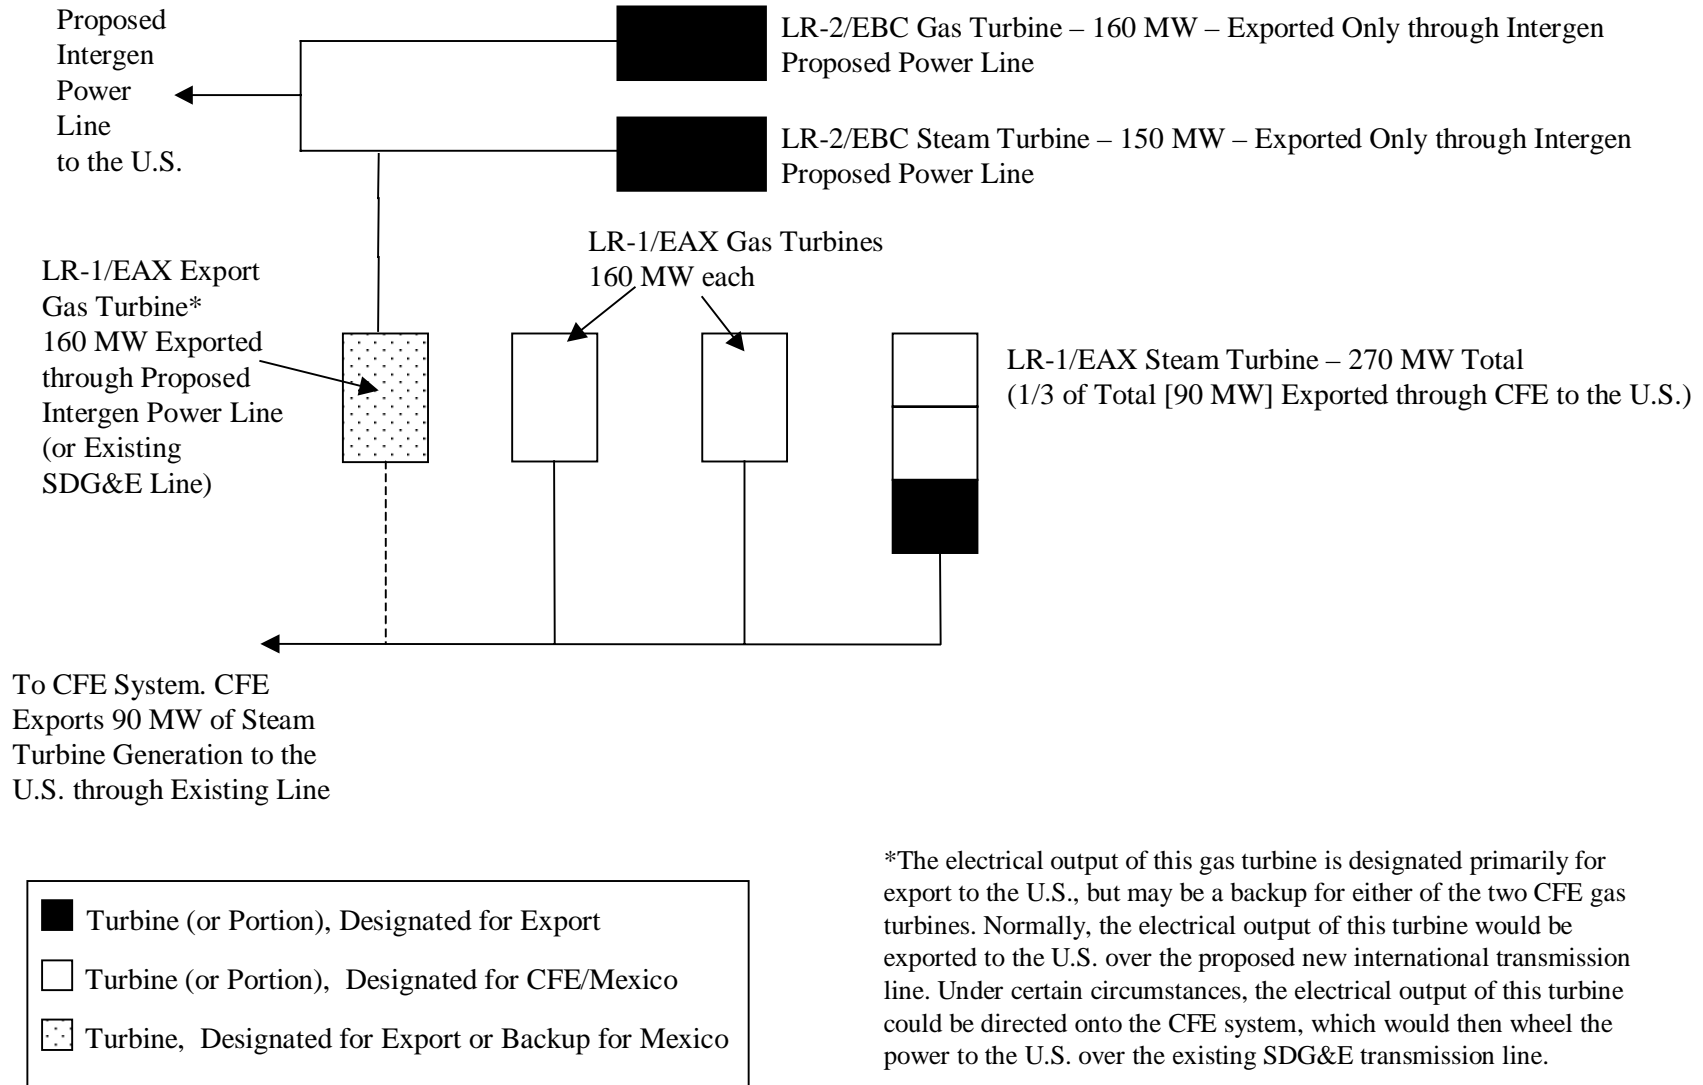 Proposed
Intergen
Power
Line
to the U.S.
LR-2/EBC Gas Turbine – 160 MW – Exported Only through Intergen
Proposed Power Line
LR-2/EBC Steam Turbine – 150 MW – Exported Only through Intergen
Proposed Power Line
LR-1/EAX Gas Turbines
160 MW each
LR-1/EAX Export
Gas Turbine*
160 MW Exported
through Proposed
Intergen Power Line
(or Existing
SDG&E Line)
LR-1/EAX Steam Turbine – 270 MW Total
(1/3 of Total [90 MW] Exported through CFE to the U.S.)
To CFE System. CFE
Exports 90 MW of Steam
Turbine Generation to the
U.S. through Existing Line
Turbine (or Portion), Designated for Export
Turbine (or Portion), Designated for CFE/Mexico
Turbine, Designated for Export or Backup for Mexico
*The electrical output of this gas turbine is designated primarily for
export to the U.S., but may be a backup for either of the two CFE gas
turbines. Normally, the electrical output of this turbine would be
exported to the U.S. over the proposed new international transmission
line. Under certain circumstances, the electrical output of this turbine
could be directed onto the CFE system, which would then wheel the
power to the U.S. over the existing SDG&E transmission line.